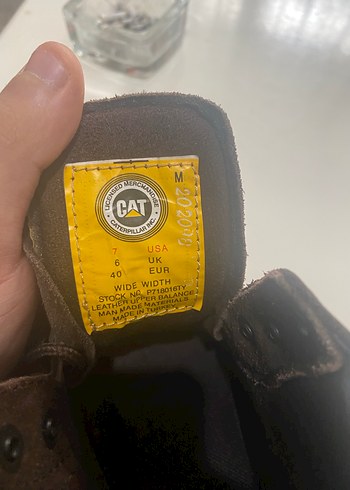 LICENSED MERCHANDISE
CAT
CATERPILLAR INC.
M
7 USA
6 UK
40 EUR
WIDE WIDTH
STOCK NO. P718016TY
LEATHER UPPER BALANCE
MAN MADE MATERIALS
MADE IN TURKEY